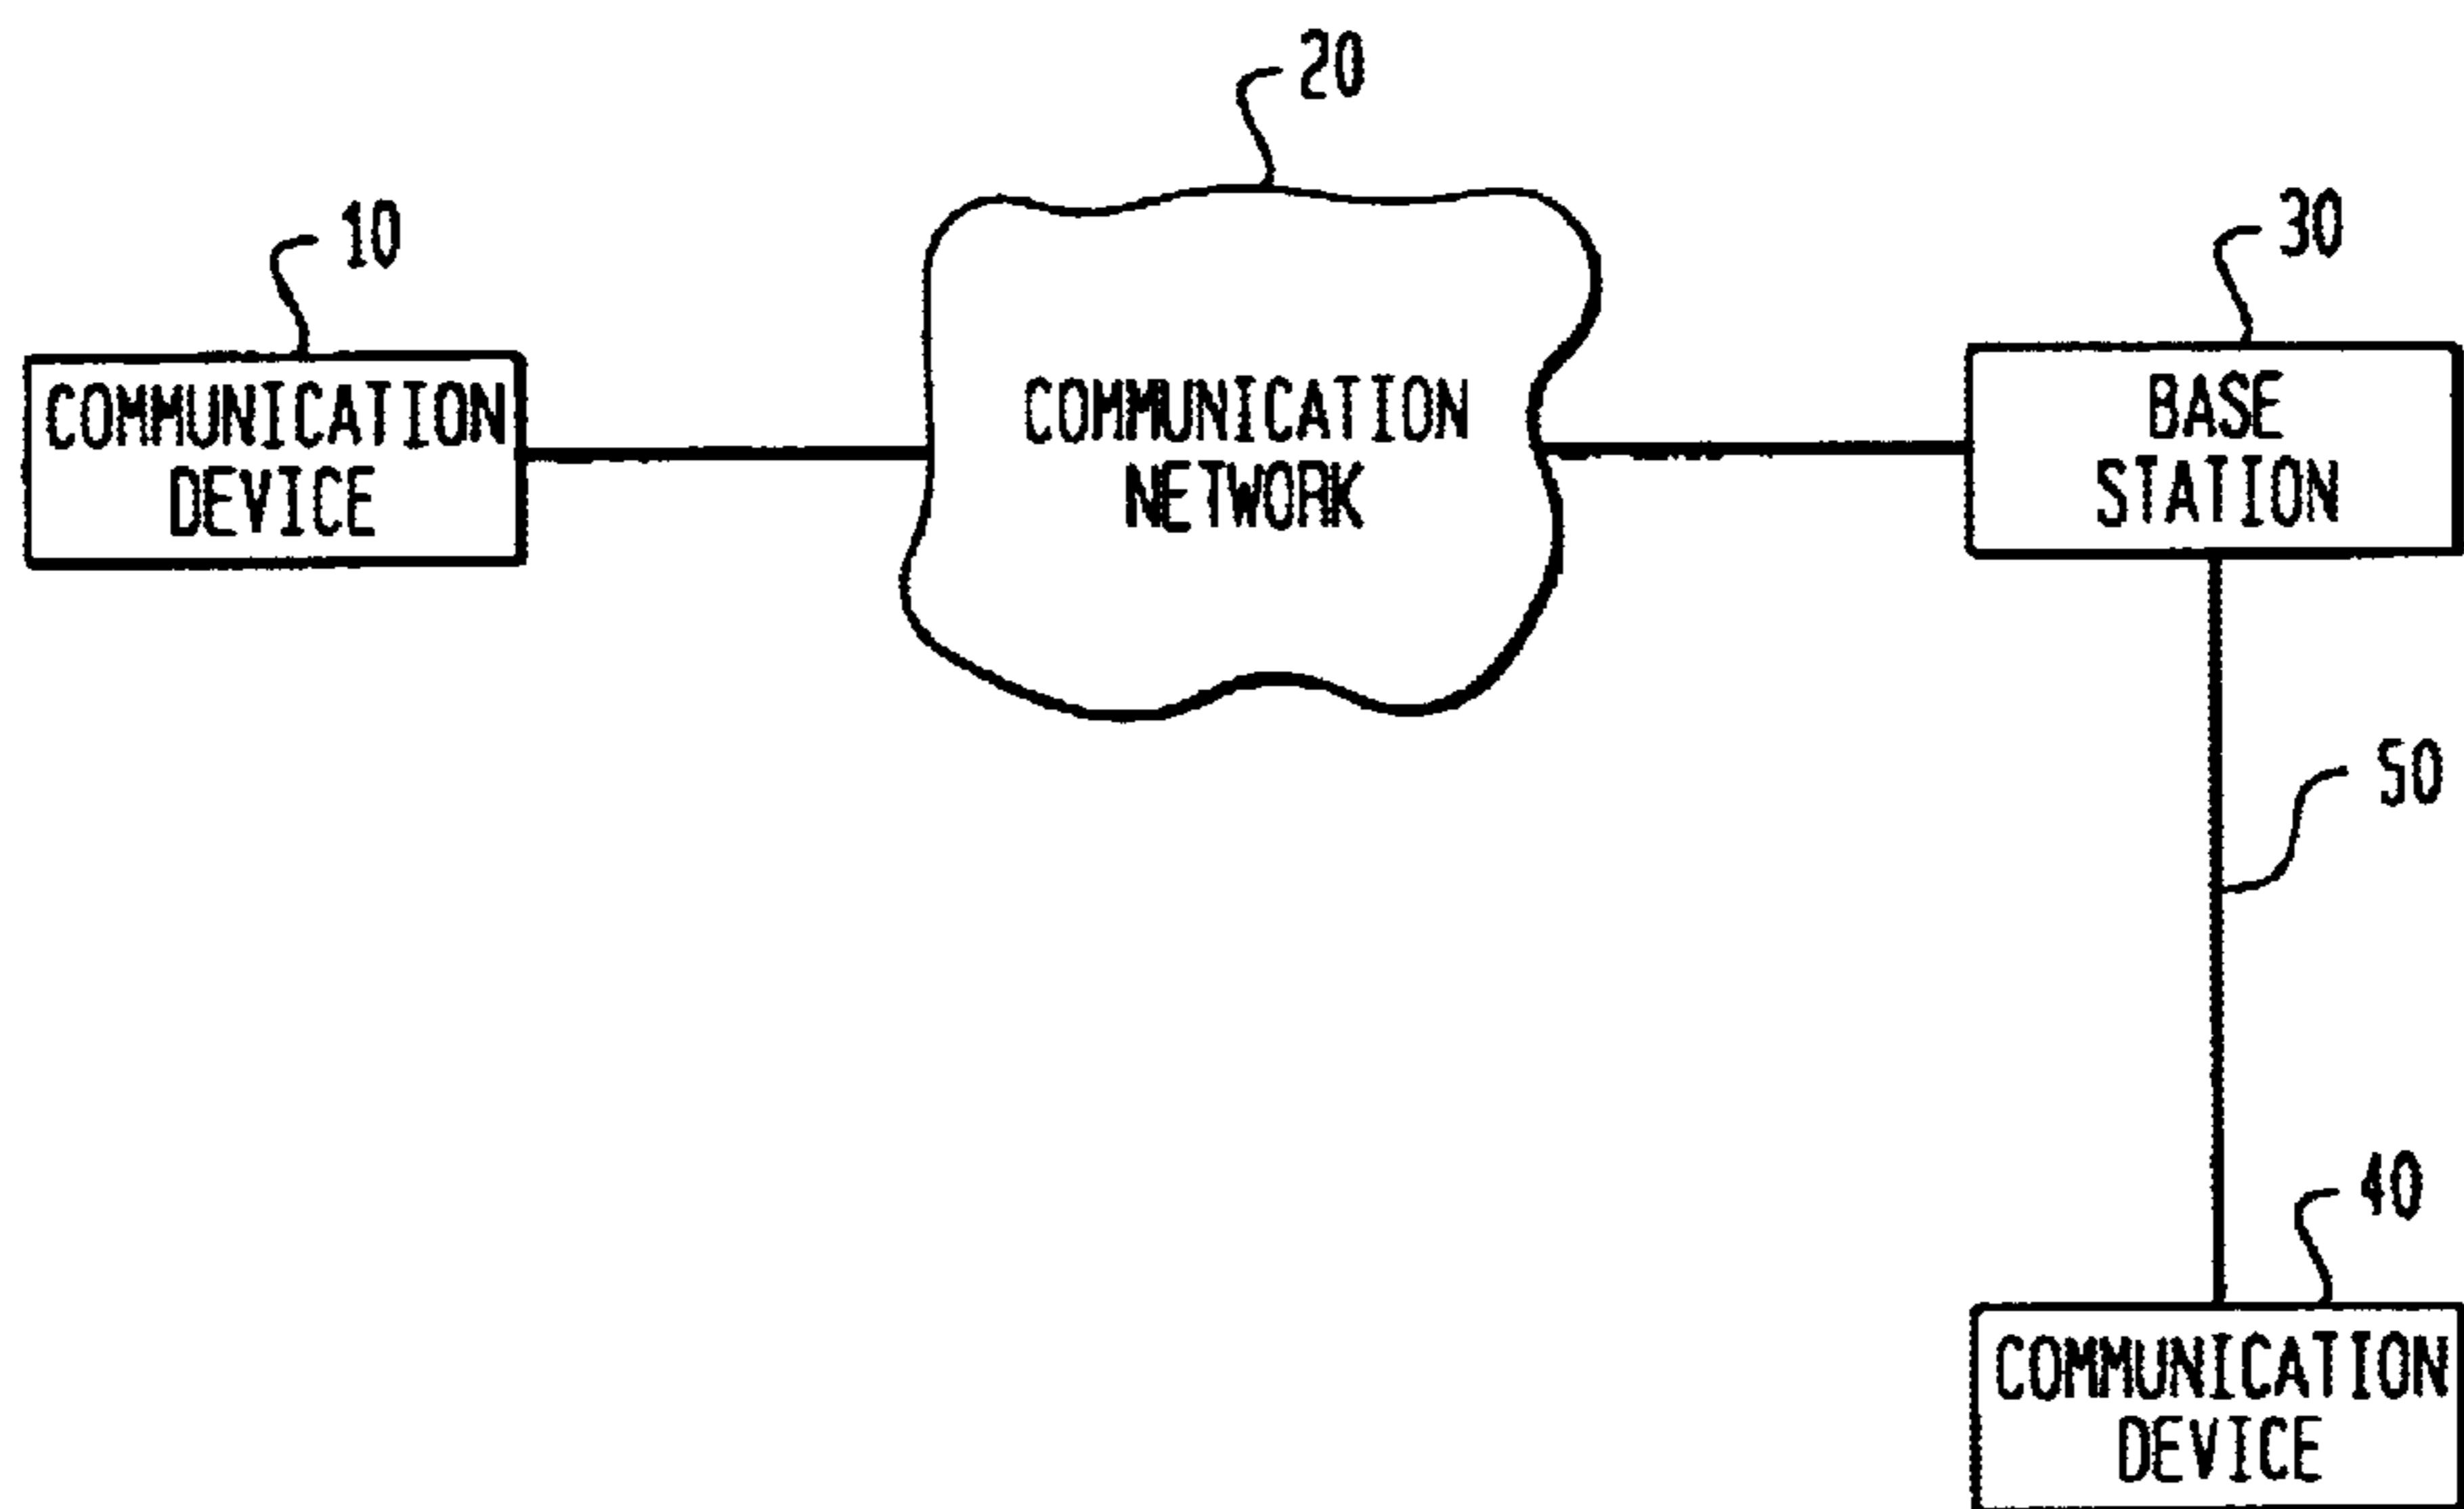 20
10
30
COMMUNICATION
DEVICE
COMMUNICATION
NETWORK
BASE
STATION
50
40
COMMUNICATION
DEVICE